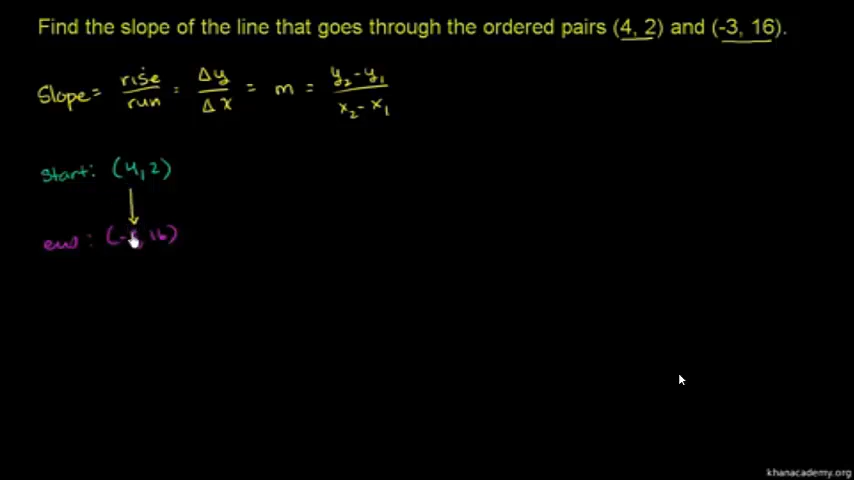 Find the slope of the line that goes through the ordered pairs (4, 2) and (-3, 16).
Slope = rise/run = Δy/Δx = m = y₂-y₁/x₂-x₁
Start: (4, 2)
end: (-3, 16)
khanacademy.org